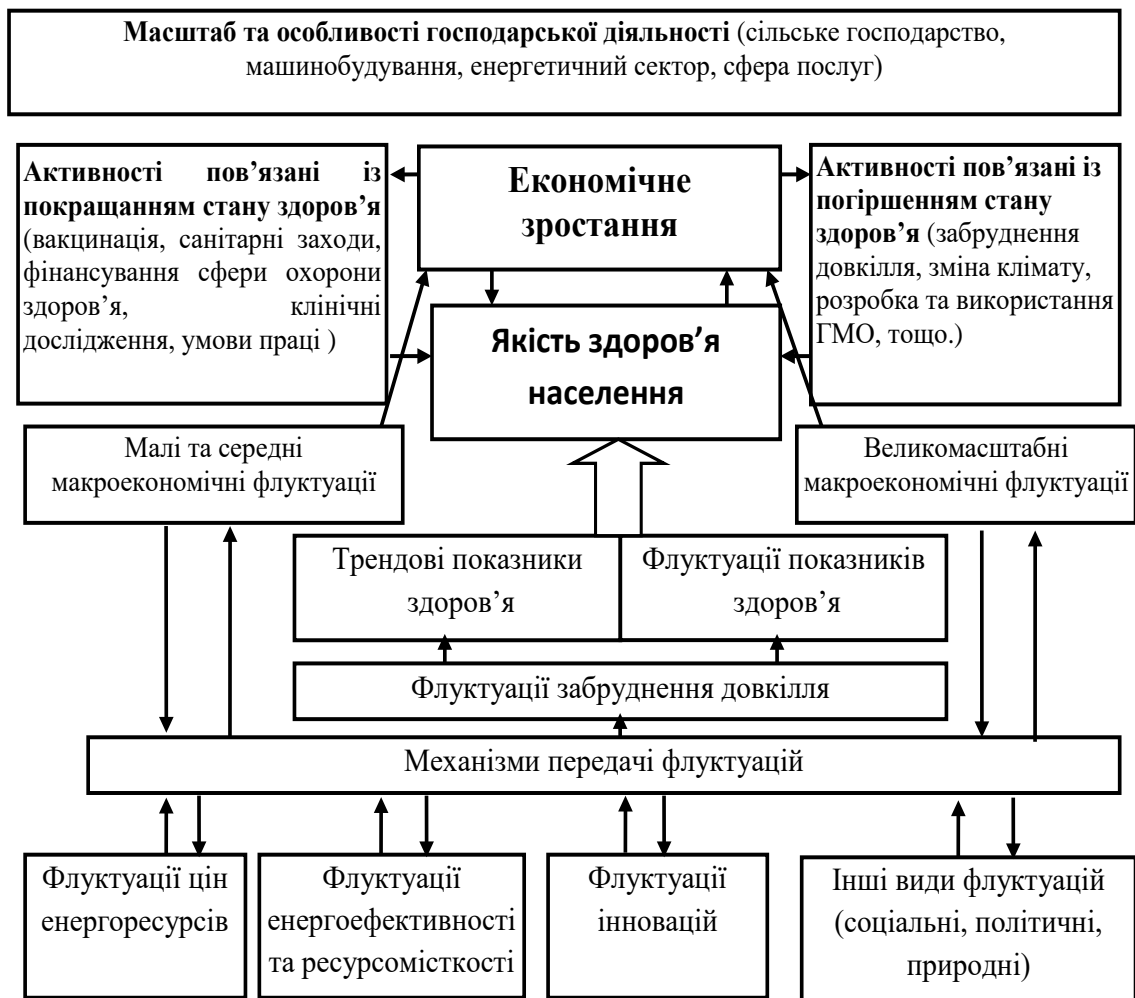 Масштаб та особливості господарської діяльності (сільське господарство,
машинобудування, енергетичний сектор, сфера послуг)
Активності пов’язані із
покращанням стану здоров’я
(вакцинація, санітарні заходи,
фінансування сфери охорони
здоров’я, клінічні
дослідження, умови праці )
Економічне
зростання
Активності пов’язані із
погіршенням стану
здоров’я (забруднення
довкілля, зміна клімату,
розробка та використання
ГМО, тощо.)
Якість здоров’я
населення
Малі та середні
макроекономічні флуктуації
Великомасштабні
макроекономічні флуктуації
Трендові показники
здоров’я
Флуктуації показників
здоров’я
Флуктуації забруднення довкілля
Механізми передачі флуктуацій
Флуктуації цін
енергоресурсів
Флуктуації
енергоефективності
та ресурсомісткості
Флуктуації
інновацій
Інші види флуктуацій
(соціальні, політичні,
природні)